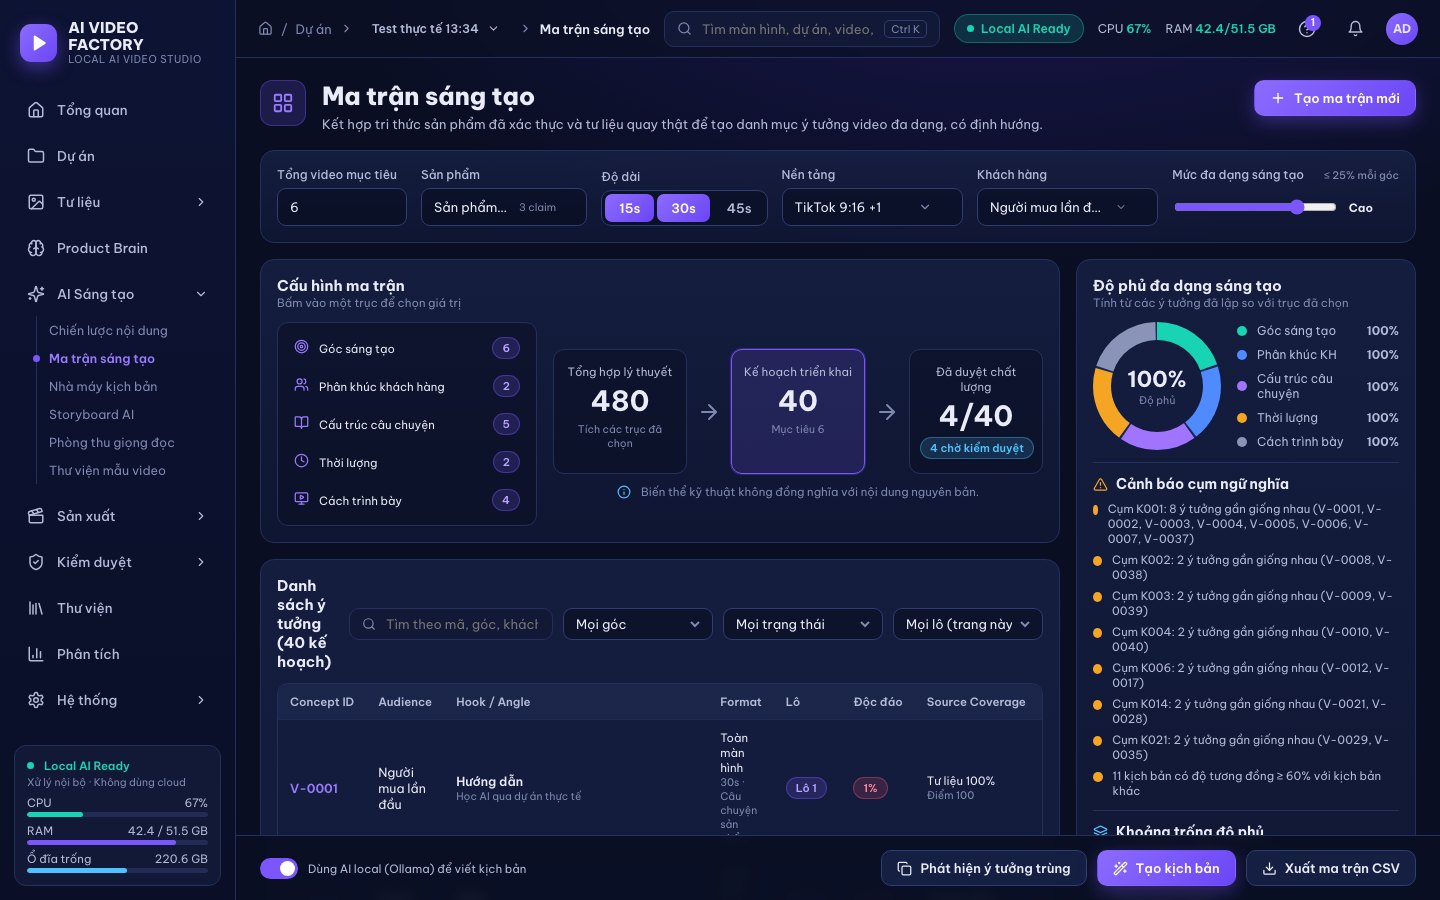 AI VIDEO
FACTORY
LOCAL AI VIDEO STUDIO
Tổng quan
Dự án
Tư liệu
Product Brain
AI Sáng tạo
Chiến lược nội dung
Ma trận sáng tạo
Nhà máy kịch bản
Storyboard AI
Phòng thu giọng đọc
Thư viện mẫu video
Sản xuất
Kiểm duyệt
Thư viện
Phân tích
Hệ thống
Local AI Ready
Xử lý nội bộ · Không dùng cloud
CPU 67%
RAM 42.4 / 51.5 GB
Ổ đĩa trống 220.6 GB
/ Dự án > Test thực tế 13:34 > Ma trận sáng tạo
Tìm màn hình, dự án, video, Ctrl K
Local AI Ready
CPU 67%
RAM 42.4/51.5 GB
1
AD
Ma trận sáng tạo
Kết hợp tri thức sản phẩm đã xác thực và tư liệu quay thật để tạo danh mục ý tưởng video đa dạng, có định hướng.
Tạo ma trận mới
Tổng video mục tiêu
6
Sản phẩm
Sản phẩm... 3 claim
Độ dài
15s 30s 45s
Nền tảng
TikTok 9:16 +1
Khách hàng
Người mua lần đ...
Mức đa dạng sáng tạo ≤ 25% mỗi góc
Cao
Cấu hình ma trận
Bấm vào một trục để chọn giá trị
Góc sáng tạo 6
Phân khúc khách hàng 2
Cấu trúc câu chuyện 5
Thời lượng 2
Cách trình bày 4
Tổng hợp lý thuyết
480
Tích các trục đã
chọn
Kế hoạch triển khai
40
Mục tiêu 6
Đã duyệt chất
lượng
4/40
4 chờ kiểm duyệt
Biến thể kỹ thuật không đồng nghĩa với nội dung nguyên bản.
Độ phủ đa dạng sáng tạo
Tính từ các ý tưởng đã lập so với trục đã chọn
100%
Độ phủ
Góc sáng tạo 100%
Phân khúc KH 100%
Cấu trúc câu
chuyện 100%
Thời lượng 100%
Cách trình bày 100%
Cảnh báo cụm ngữ nghĩa
Cụm K001: 8 ý tưởng gần giống nhau (V-0001, V-
0002, V-0003, V-0004, V-0005, V-0006, V-
0007, V-0037)
Cụm K002: 2 ý tưởng gần giống nhau (V-0008, V-
0038)
Cụm K003: 2 ý tưởng gần giống nhau (V-0009, V-
0039)
Cụm K004: 2 ý tưởng gần giống nhau (V-0010, V-
0040)
Cụm K006: 2 ý tưởng gần giống nhau (V-0012, V-
0017)
Cụm K014: 2 ý tưởng gần giống nhau (V-0021, V-
0028)
Cụm K021: 2 ý tưởng gần giống nhau (V-0029, V-
0035)
11 kịch bản có độ tương đồng ≥ 60% với kịch bản
khác
Khoảng trống độ phủ
Danh
sách ý
tưởng
(40 kế
hoạch)
Tìm theo mã, góc, khách
Mọi góc
Mọi trạng thái
Mọi lô (trang này
Concept ID Audience Hook / Angle Format Lô Độc đáo Source Coverage
V-0001
Người
mua lần
đầu
Hướng dẫn
Học AI qua dự án thực tế
Toàn
màn
hình
30s ·
Câu
chuyện
sản
Lô 1
1%
Tư liệu 100%
Điểm 100
Dùng AI local (Ollama) để viết kịch bản
Phát hiện ý tưởng trùng
Tạo kịch bản
Xuất ma trận CSV